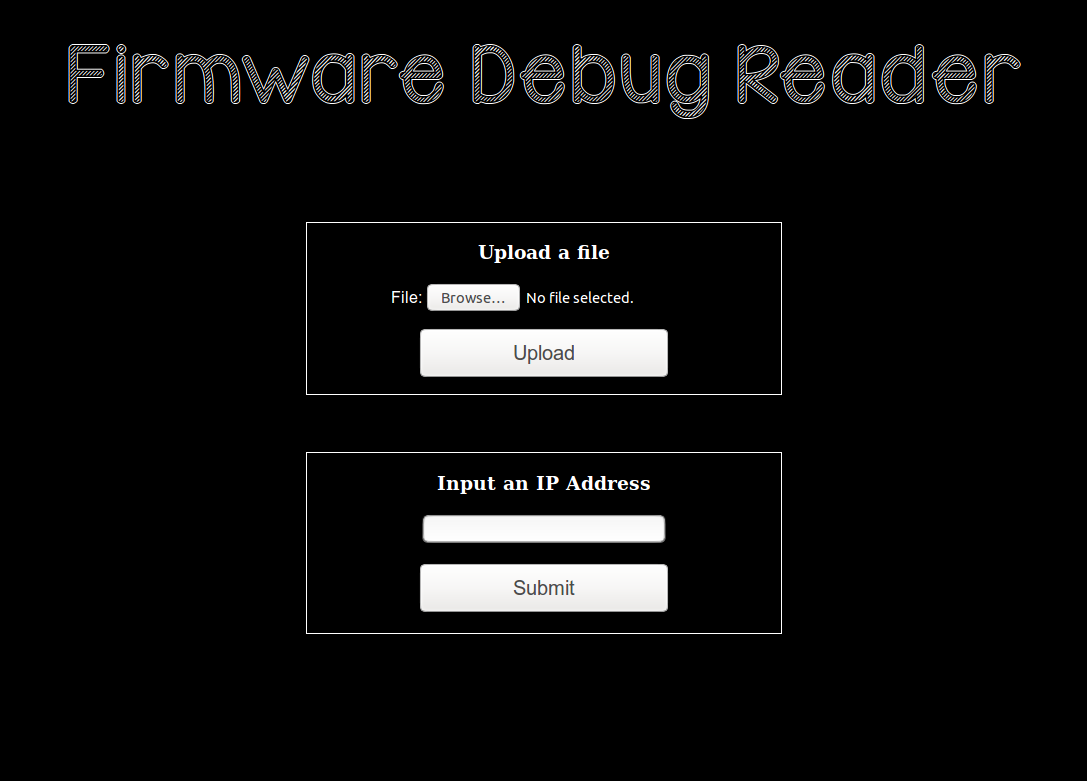 Firmware Debug Reader
Upload a file
File: Browse... No file selected.
Upload
Input an IP Address
Submit